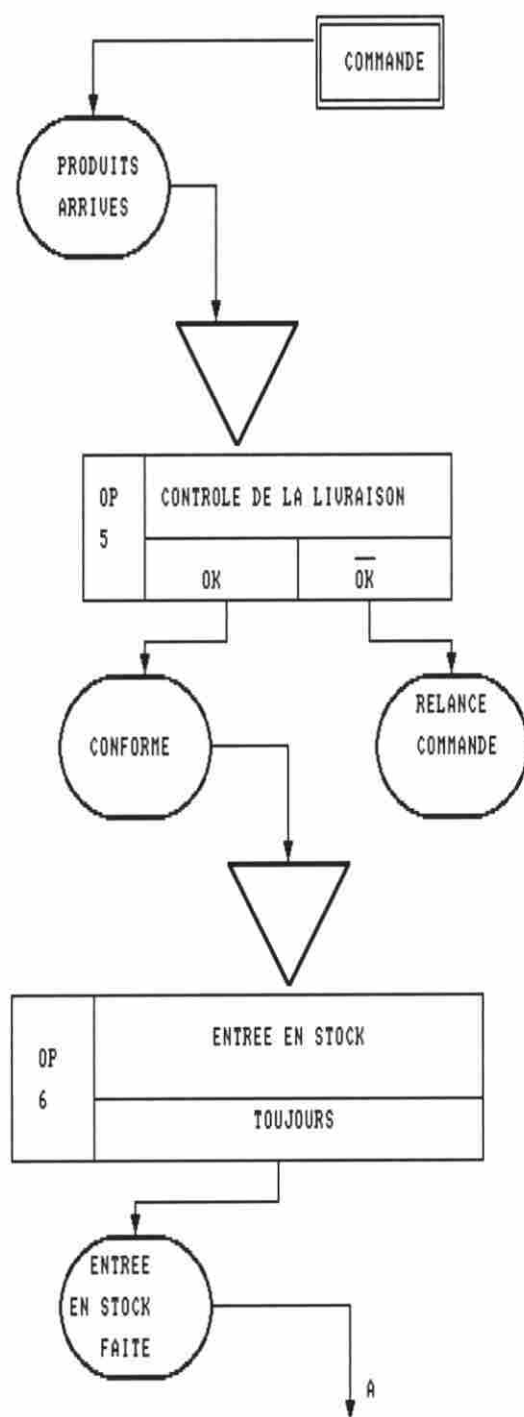 COMMANDE
PRODUITS
ARRIVES
OP
5
CONTROLE DE LA LIVRAISON
OK
O̅K̅
CONFORME
RELANCE
COMMANDE
OP
6
ENTREE EN STOCK
TOUJOURS
ENTREE
EN STOCK
FAITE
A